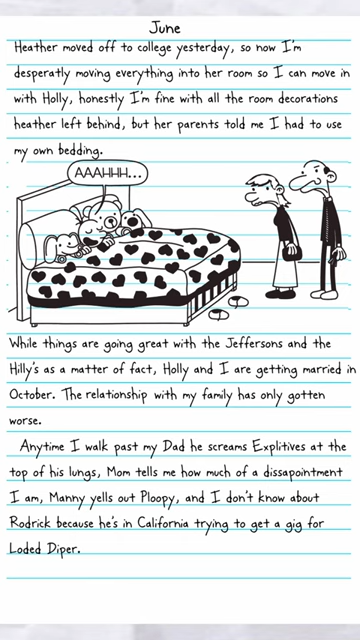 June
Heather moved off to college yesterday, so now I'm
desperatly moving everything into her room so I can move in
with Holly, honestly I'm fine with all the room decorations
heather left behind, but her parents told me I had to use
my own bedding.
AAAHHH...
While things are going great with the Jeffersons and the
Hilly's as a matter of fact, Holly and I are getting married in
October. The relationship with my family has only gotten
worse.
Anytime I walk past my Dad he screams Explitives at the
top of his lungs, Mom tells me how much of a dissapointment
I am, Manny yells out Ploopy, and I don't know about
Rodrick because he's in California trying to get a gig for
Loded Diper.